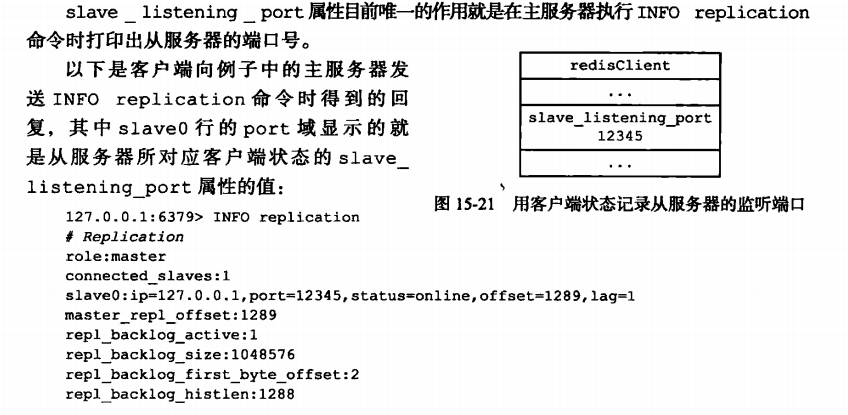 slave _ listening _ port 属性目前唯一的作用就是在主服务器执行 INFO replication
命令时打印出从服务器的端口号。
以下是客户端向例子中的主服务器发
送 INFO replication 命令时得到的回
复，其中 slave0 行的 port 域显示的就
是从服务器所对应客户端状态的 slave_
listening_port 属性的值：
redisClient
...
slave_listening_port
12345
...
图 15-21 用客户端状态记录从服务器的监听端口
127.0.0.1:6379> INFO replication
# Replication
role:master
connected_slaves:1
slave0:ip=127.0.0.1,port=12345,status=online,offset=1289,lag=1
master_repl_offset:1289
repl_backlog_active:1
repl_backlog_size:1048576
repl_backlog_first_byte_offset:2
repl_backlog_histlen:1288